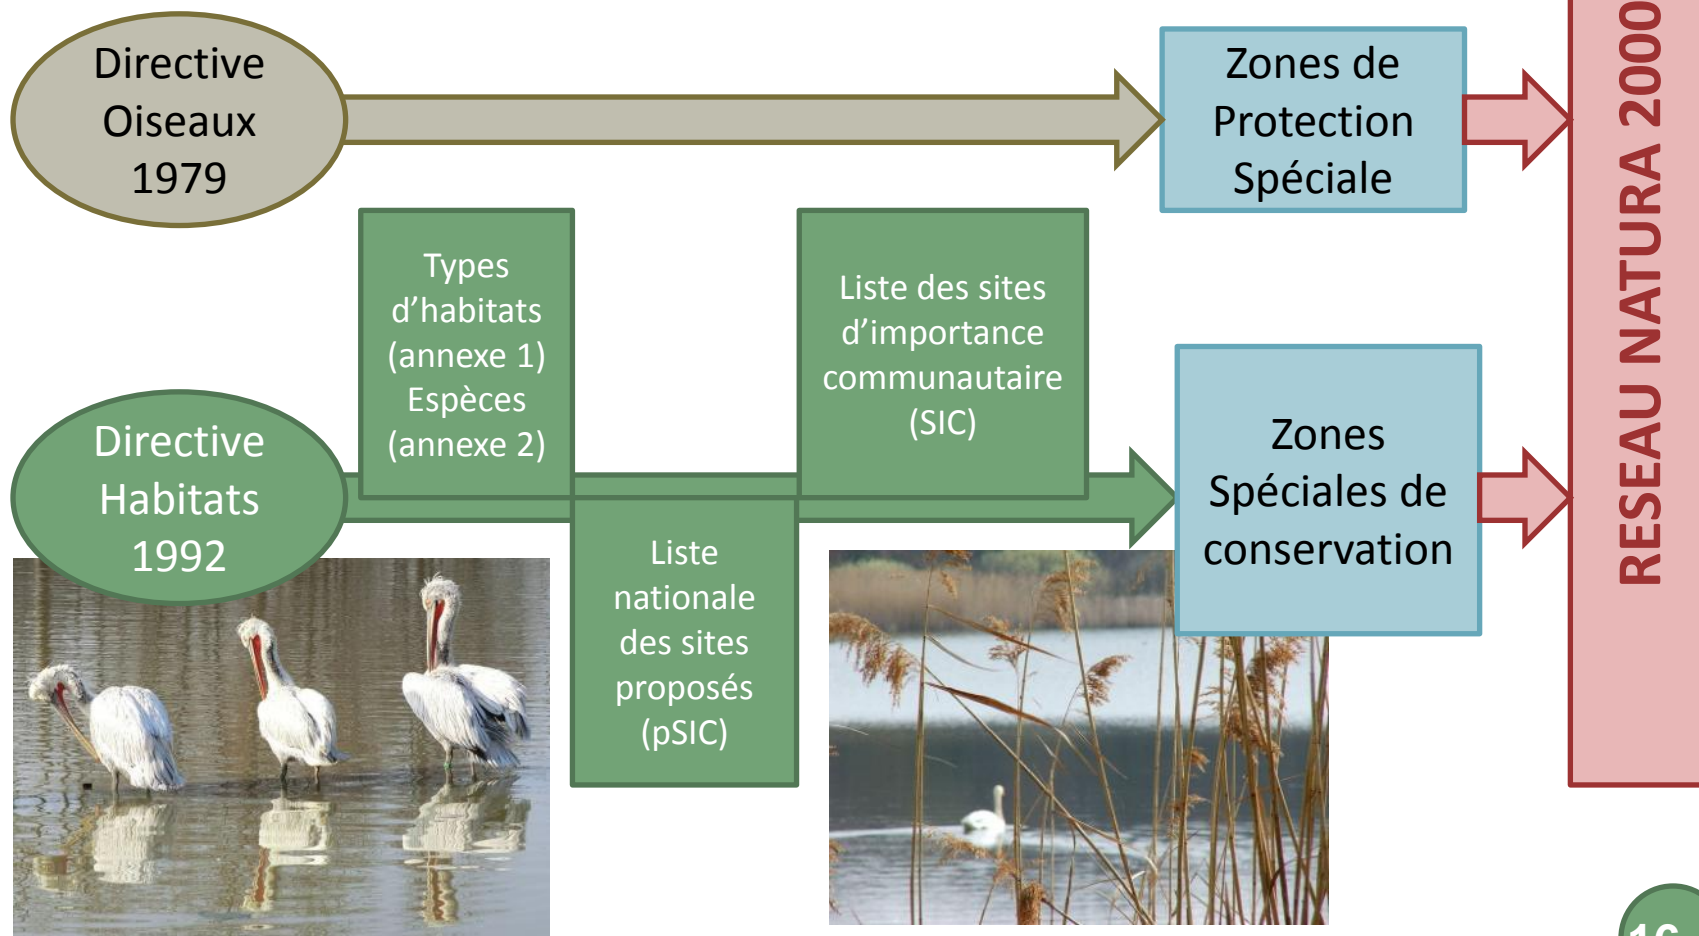 Directive
Oiseaux
1979
Zones de
Protection
Spéciale
RESEAU NATURA 2000
Types
d’habitats
(annexe 1)
Espèces
(annexe 2)
Liste des sites
d’importance
communautaire
(SIC)
Directive
Habitats
1992
Liste
nationale
des sites
proposés
(pSIC)
Zones
Spéciales de
conservation
16